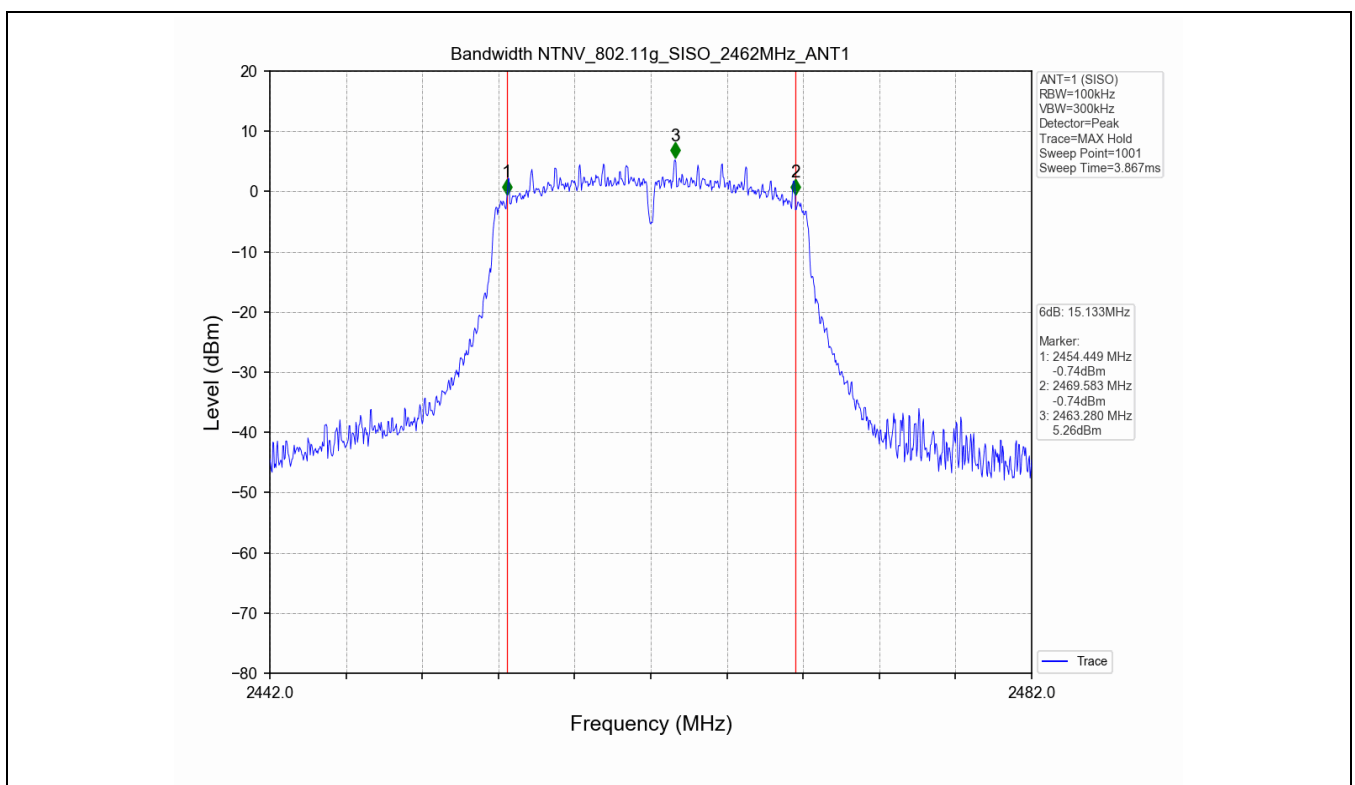 Bandwidth NTNV_802.11g_SISO_2462MHz_ANT1
20
10
0
−10
−20
−30
−40
−50
−60
−70
−80
Level (dBm)
1
3
2
2442.0
2482.0
Frequency (MHz)
ANT=1 (SISO)
RBW=100kHz
VBW=300kHz
Detector=Peak
Trace=MAX Hold
Sweep Point=1001
Sweep Time=3.867ms
6dB: 15.133MHz
Marker:
1: 2454.449 MHz
-0.74dBm
2: 2469.583 MHz
-0.74dBm
3: 2463.280 MHz
5.26dBm
Trace